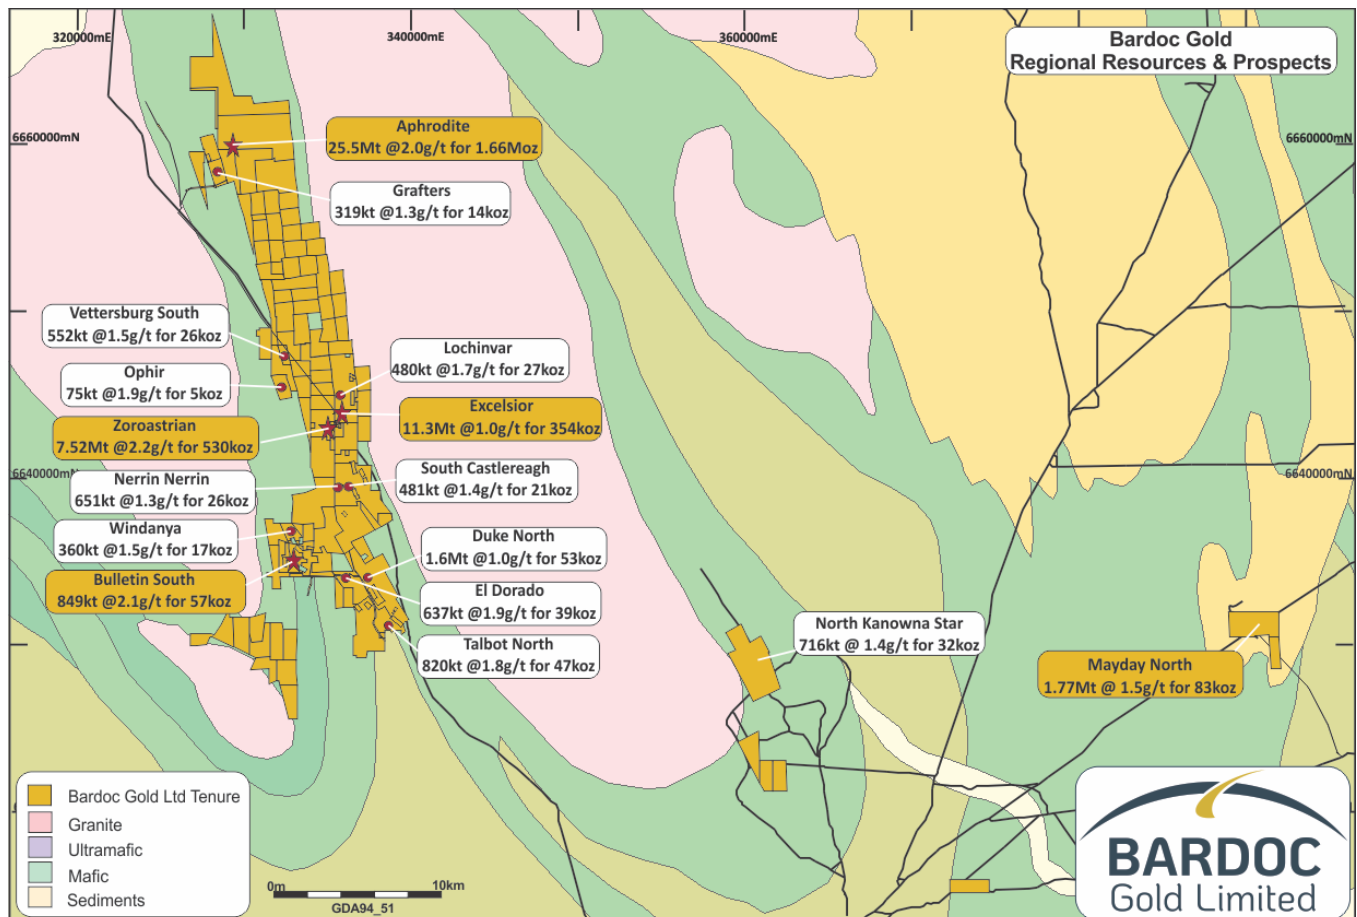 320000mE
340000mE
360000mE
Bardoc Gold
Regional Resources & Prospects
6660000mN
6660000mN
Aphrodite
25.5Mt @2.0g/t for 1.66Moz
Grafters
319kt @1.3g/t for 14koz
Vettersburg South
552kt @1.5g/t for 26koz
Lochinvar
480kt @1.7g/t for 27koz
Ophir
75kt @1.9g/t for 5koz
Excelsior
11.3Mt @1.0g/t for 354koz
Zoroastrian
7.52Mt @2.2g/t for 530koz
6640000mN
6640000mN
South Castlereagh
481kt @1.4g/t for 21koz
Nerrin Nerrin
651kt @1.3g/t for 26koz
Windanya
360kt @1.5g/t for 17koz
Duke North
1.6Mt @1.0g/t for 53koz
Bulletin South
849kt @2.1g/t for 57koz
El Dorado
637kt @1.9g/t for 39koz
Talbot North
820kt @1.8g/t for 47koz
North Kanowna Star
716kt @ 1.4g/t for 32koz
Mayday North
1.77Mt @ 1.5g/t for 83koz
Bardoc Gold Ltd Tenure
Granite
Ultramafic
Mafic
Sediments
0m
10km
GDA94_51
BARDOC
Gold Limited